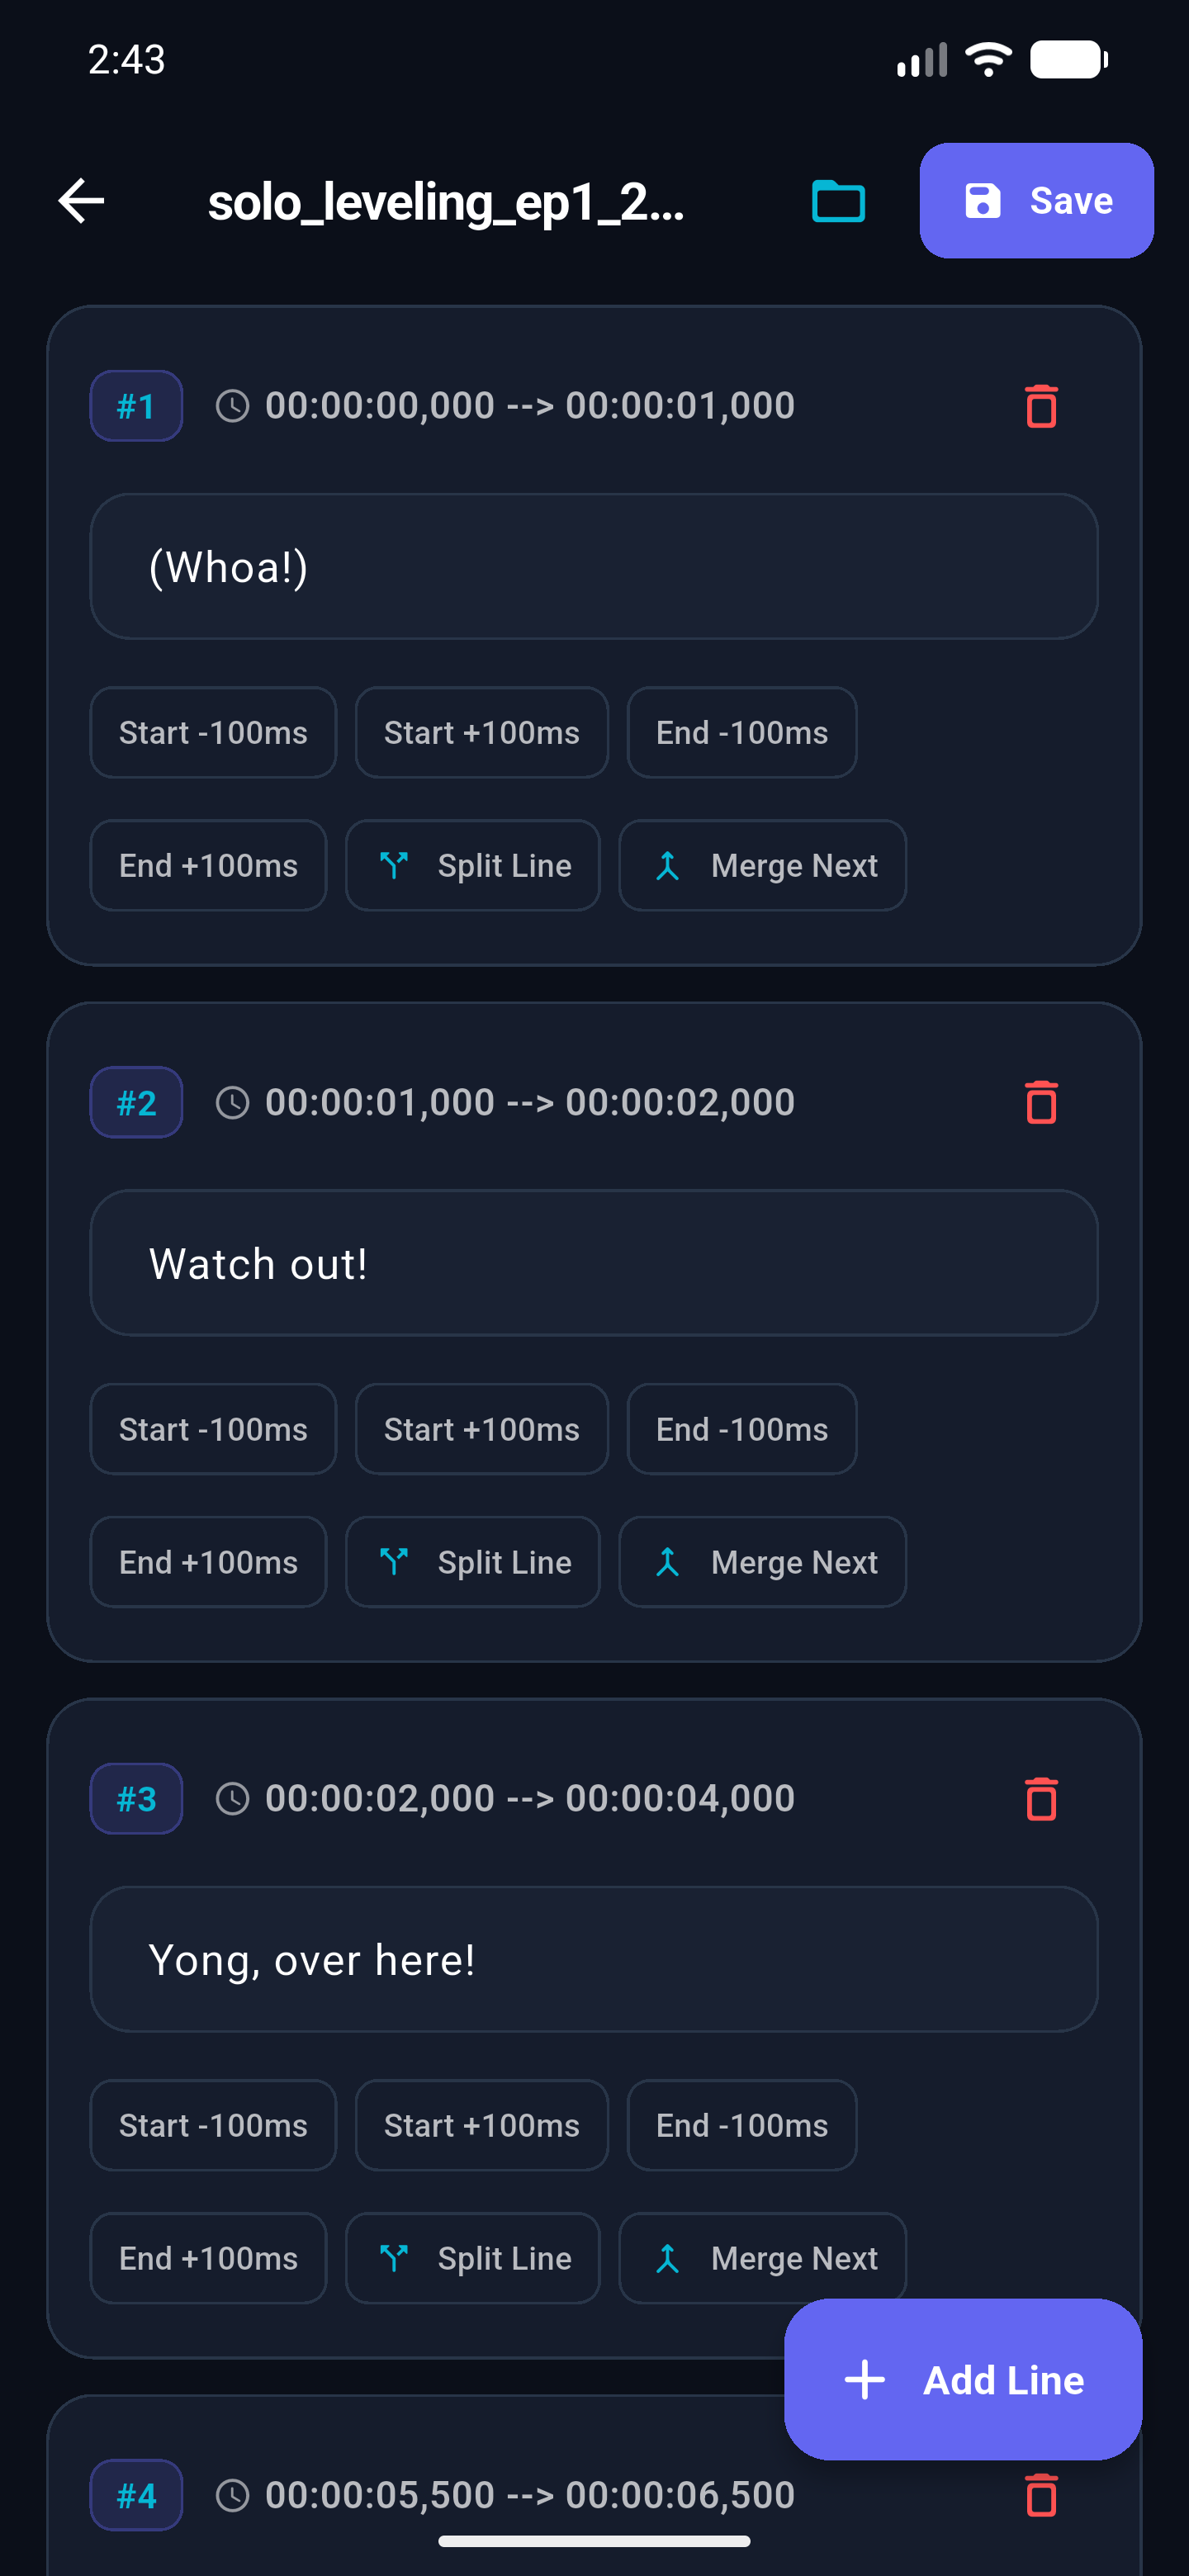 2:43
solo_leveling_ep1_2...
Save
#1 00:00:00,000 --> 00:00:01,000
(Whoa!)
Start -100ms Start +100ms End -100ms
End +100ms Split Line Merge Next
#2 00:00:01,000 --> 00:00:02,000
Watch out!
Start -100ms Start +100ms End -100ms
End +100ms Split Line Merge Next
#3 00:00:02,000 --> 00:00:04,000
Yong, over here!
Start -100ms Start +100ms End -100ms
End +100ms Split Line Merge Next
Add Line
#4 00:00:05,500 --> 00:00:06,500